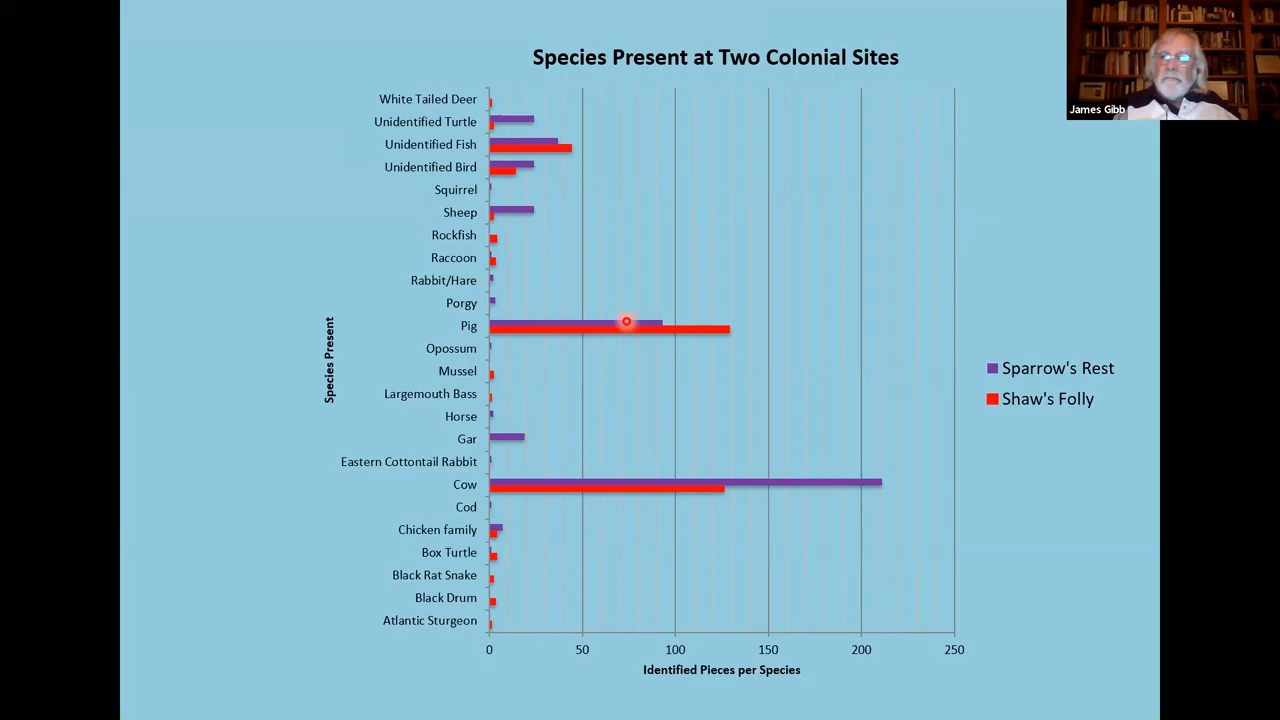 Species Present at Two Colonial Sites
James Gibb
White Tailed Deer
Unidentified Turtle
Unidentified Fish
Unidentified Bird
Squirrel
Sheep
Rockfish
Raccoon
Rabbit/Hare
Porgy
Pig
Opossum
Mussel
Largemouth Bass
Horse
Gar
Eastern Cottontail Rabbit
Cow
Cod
Chicken family
Box Turtle
Black Rat Snake
Black Drum
Atlantic Sturgeon
Species Present
Sparrow's Rest
Shaw's Folly
0 50 100 150 200 250
Identified Pieces per Species